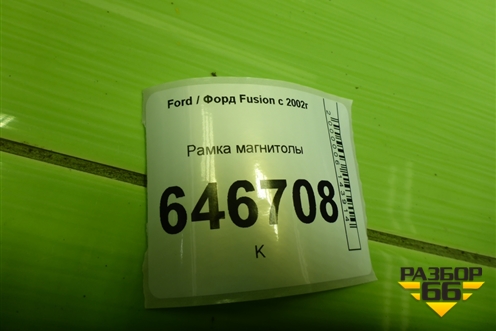 Ford / Форд Fusion с 2002г
Рамка магнитолы
646708
К
РАЗБОР
66